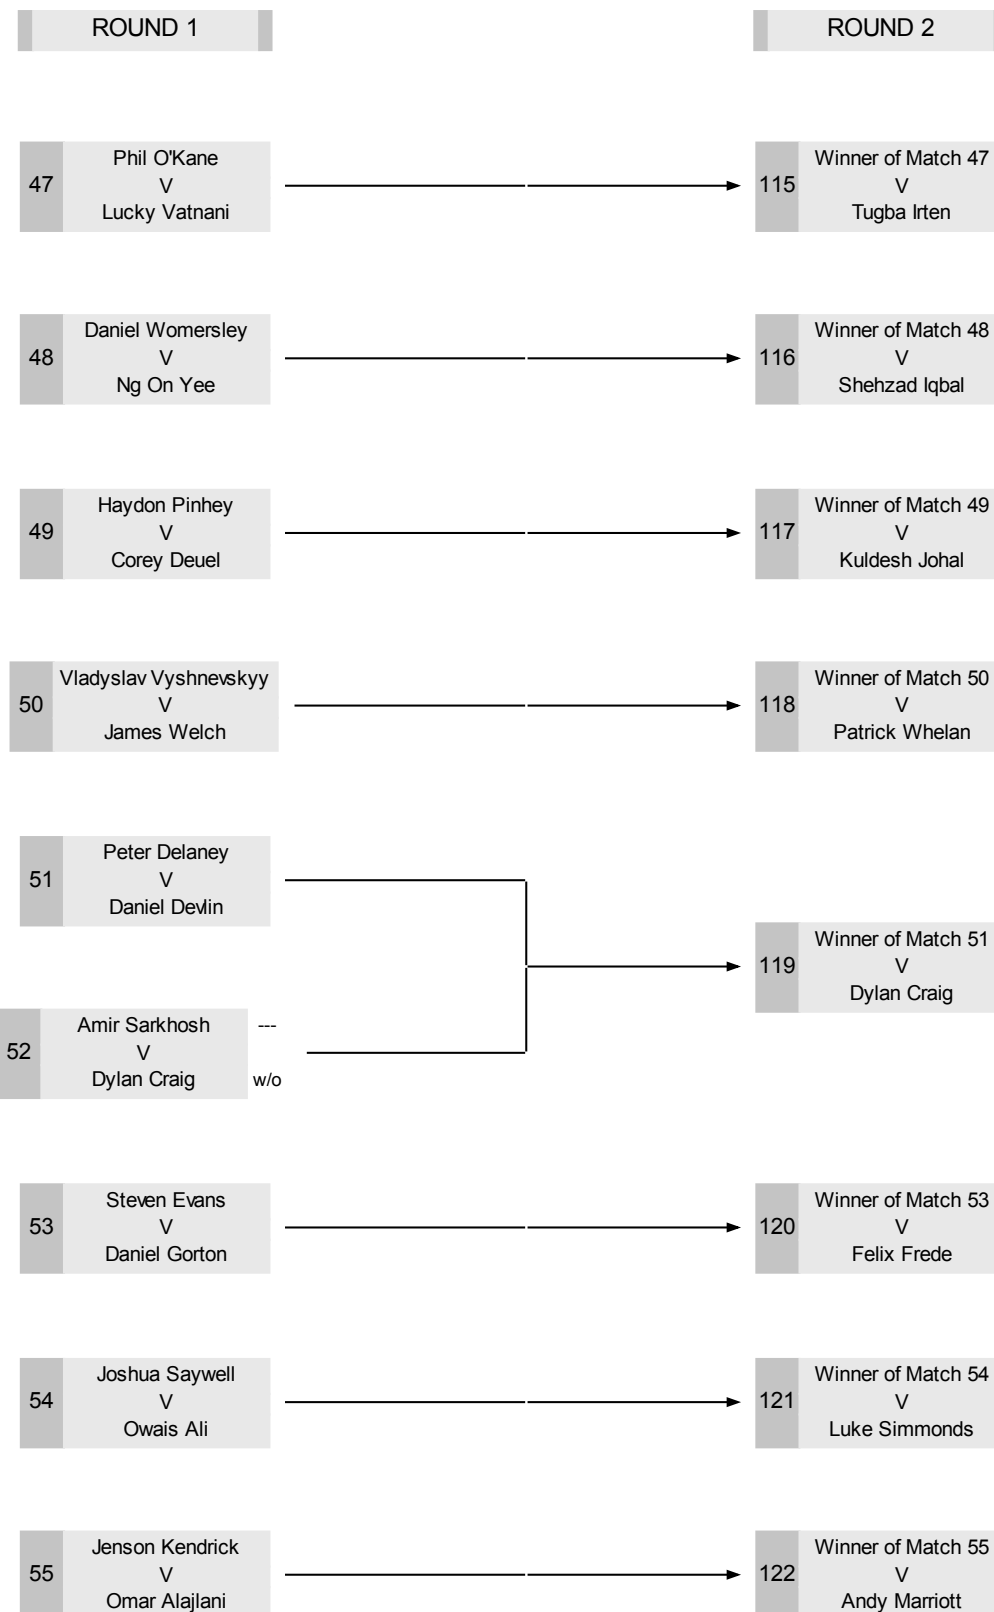 ROUND 1
ROUND 2
47
Phil O'Kane
V
Lucky Vatnani
115
Winner of Match 47
V
Tugba Irten
48
Daniel Womersley
V
Ng On Yee
116
Winner of Match 48
V
Shehzad Iqbal
49
Haydon Pinhey
V
Corey Deuel
117
Winner of Match 49
V
Kuldesh Johal
50
Vladyslav Vyshnevskyy
V
James Welch
118
Winner of Match 50
V
Patrick Whelan
51
Peter Delaney
V
Daniel Devlin
119
Winner of Match 51
V
Dylan Craig
52
Amir Sarkhosh ---
V
Dylan Craig w/o
53
Steven Evans
V
Daniel Gorton
120
Winner of Match 53
V
Felix Frede
54
Joshua Saywell
V
Owais Ali
121
Winner of Match 54
V
Luke Simmonds
55
Jenson Kendrick
V
Omar Alajlani
122
Winner of Match 55
V
Andy Marriott